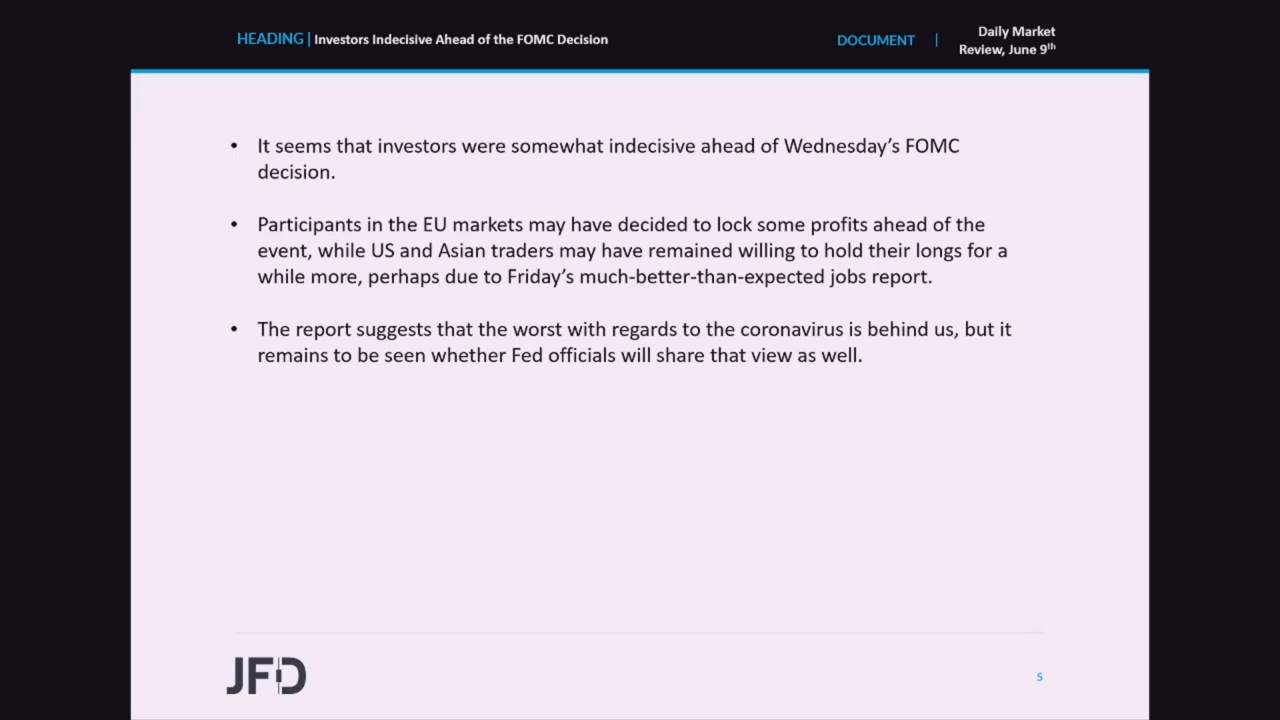 HEADING | Investors Indecisive Ahead of the FOMC Decision
DOCUMENT |
Daily Market
Review, June 9th
• It seems that investors were somewhat indecisive ahead of Wednesday’s FOMC
decision.
• Participants in the EU markets may have decided to lock some profits ahead of the
event, while US and Asian traders may have remained willing to hold their longs for a
while more, perhaps due to Friday’s much-better-than-expected jobs report.
• The report suggests that the worst with regards to the coronavirus is behind us, but it
remains to be seen whether Fed officials will share that view as well.
JFD
5